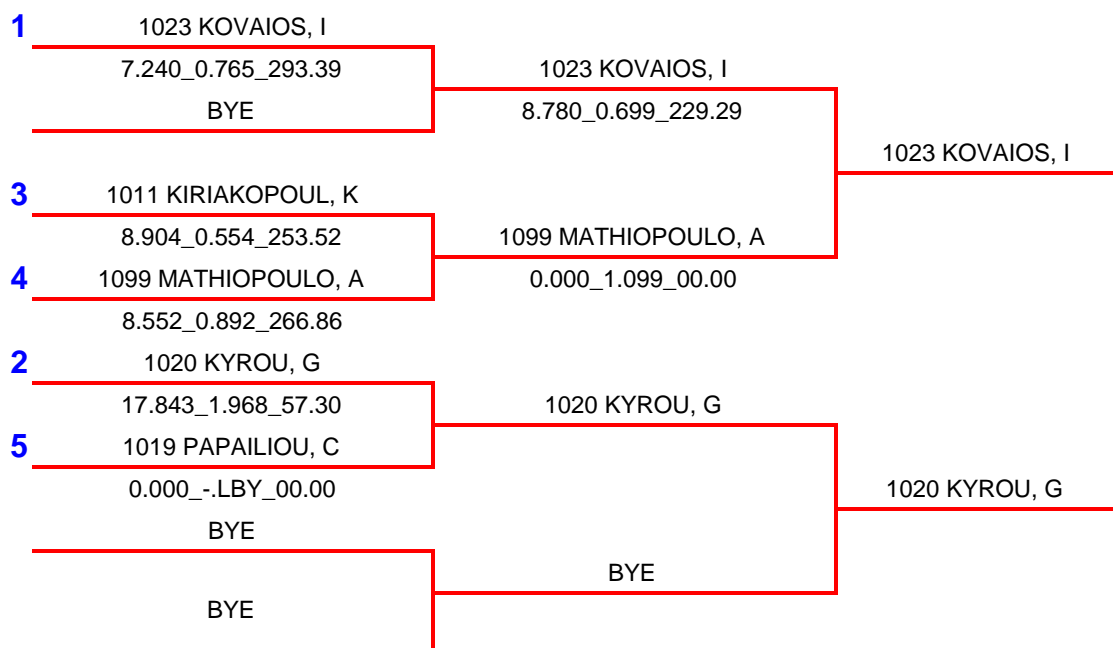 1
1023 KOVAIOS, I
7.240_0.765_293.39
BYE
1023 KOVAIOS, I
8.780_0.699_229.29
1023 KOVAIOS, I
3
1011 KIRIAKOPOUL, K
8.904_0.554_253.52
4
1099 MATHIOPOULO, A
8.552_0.892_266.86
1099 MATHIOPOULO, A
0.000_1.099_00.00
2
1020 KYROU, G
17.843_1.968_57.30
5
1019 PAPAILIOU, C
0.000_-.LBY_00.00
1020 KYROU, G
1020 KYROU, G
BYE
BYE
BYE